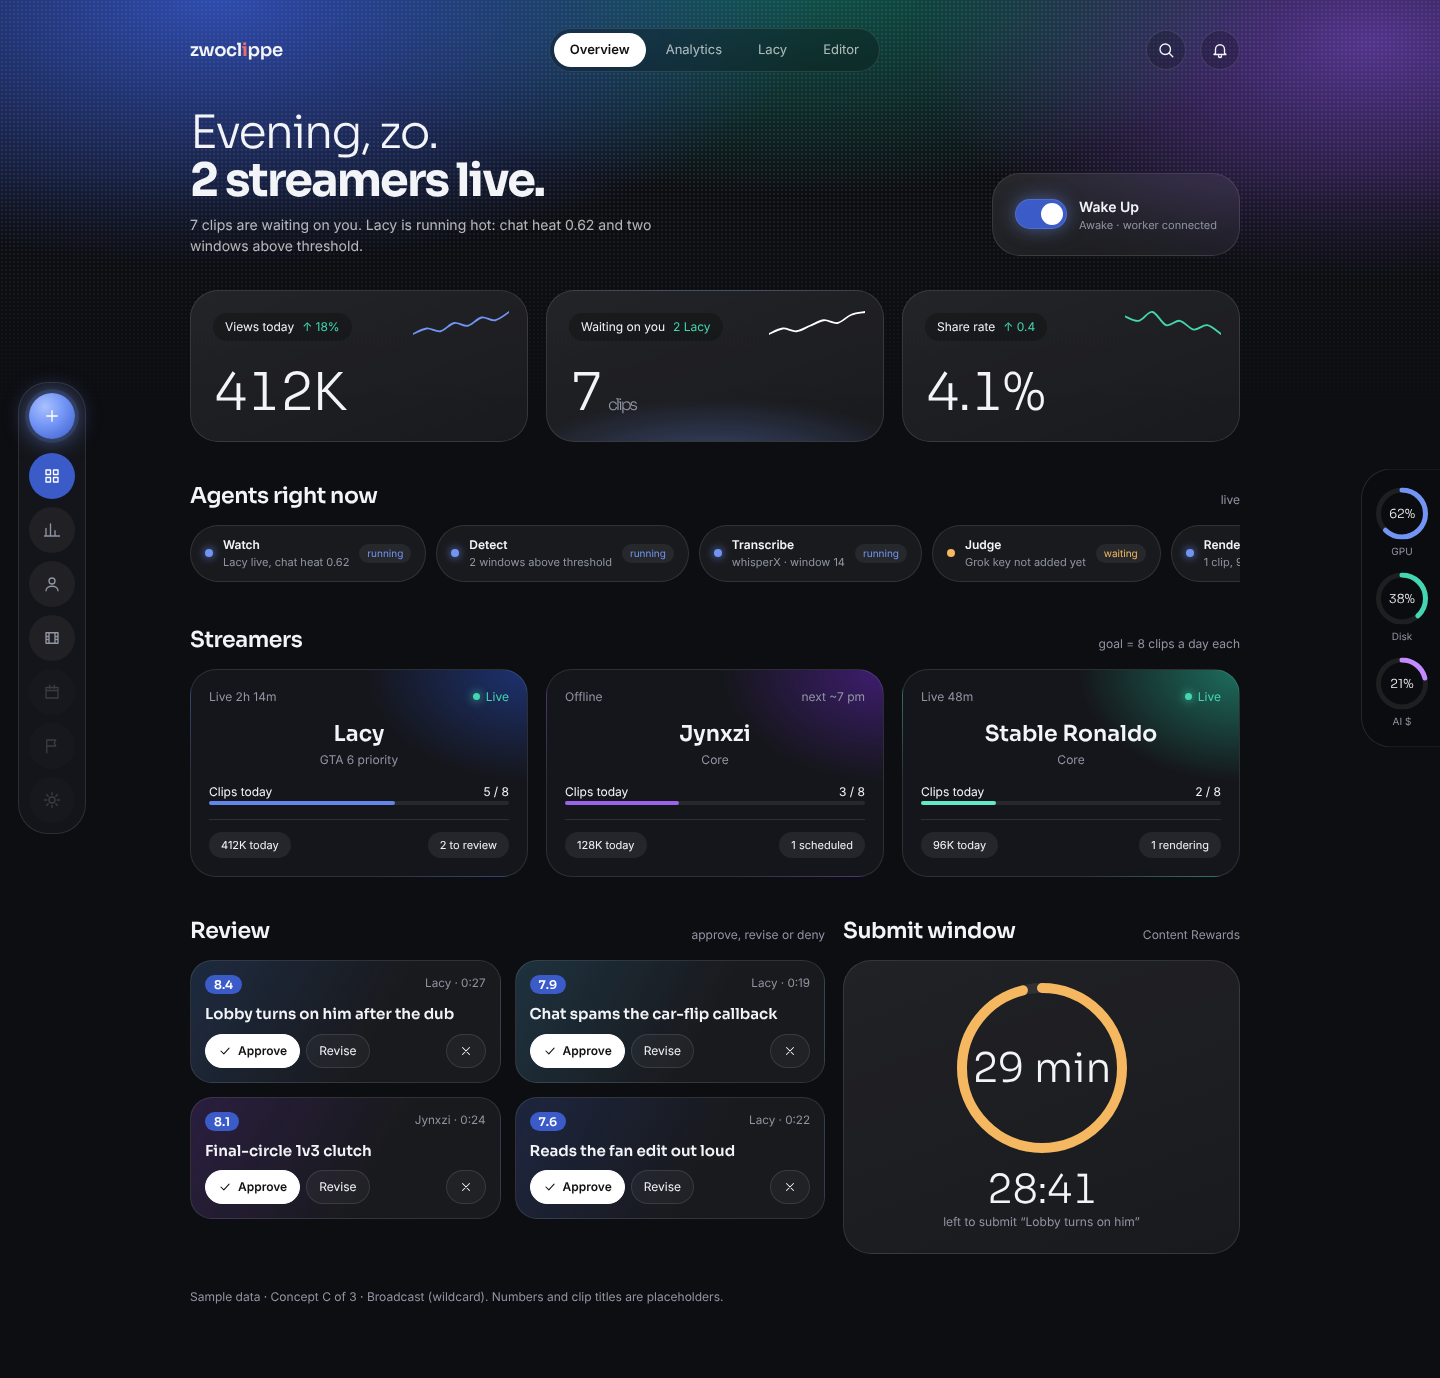 zwoclippe
Overview
Analytics
Lacy
Editor
Evening, zo.
2 streamers live.
7 clips are waiting on you. Lacy is running hot: chat heat 0.62 and two
windows above threshold.
Wake Up
Awake · worker connected
Views today ↑ 18%
412K
Waiting on you 2 Lacy
7 clips
Share rate ↑ 0.4
4.1%
Agents right now
live
Watch
Lacy live, chat heat 0.62
running
Detect
2 windows above threshold
running
Transcribe
whisperX · window 14
running
Judge
Grok key not added yet
waiting
Rende
1 clip, 9
62%
GPU
38%
Disk
21%
AI $
Streamers
goal = 8 clips a day each
Live 2h 14m
Live
Lacy
GTA 6 priority
Clips today 5 / 8
412K today
2 to review
Offline
next ~7 pm
Jynxzi
Core
Clips today 3 / 8
128K today
1 scheduled
Live 48m
Live
Stable Ronaldo
Core
Clips today 2 / 8
96K today
1 rendering
Review
approve, revise or deny
8.4
Lacy · 0:27
Lobby turns on him after the dub
Approve
Revise
7.9
Lacy · 0:19
Chat spams the car-flip callback
Approve
Revise
8.1
Jynxzi · 0:24
Final-circle 1v3 clutch
Approve
Revise
7.6
Lacy · 0:22
Reads the fan edit out loud
Approve
Revise
Submit window
Content Rewards
29 min
28:41
left to submit “Lobby turns on him”
Sample data · Concept C of 3 · Broadcast (wildcard). Numbers and clip titles are placeholders.